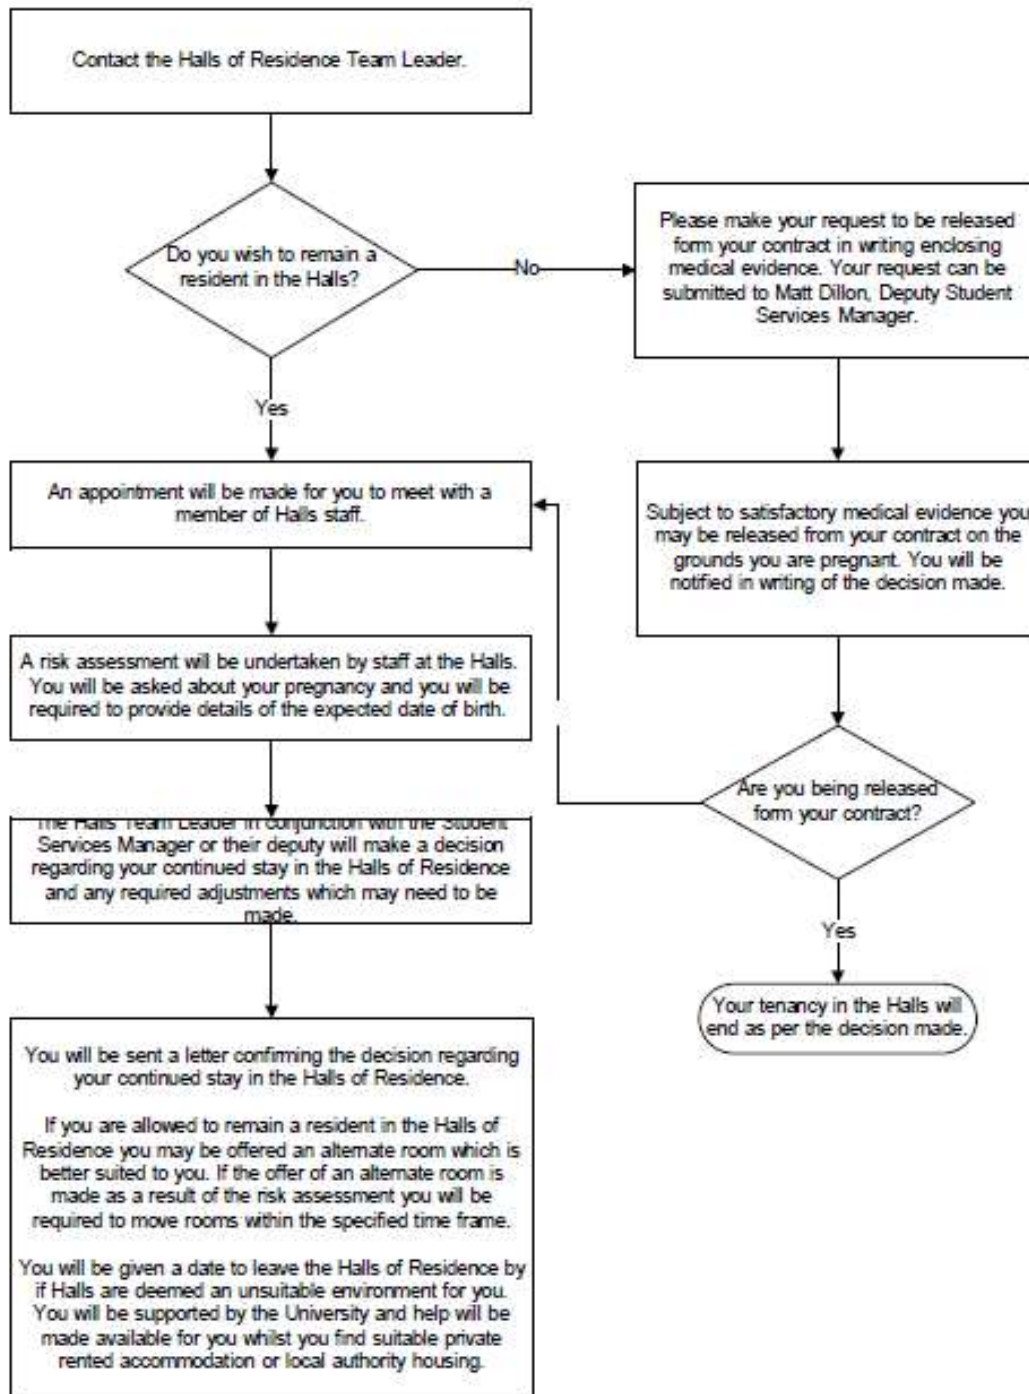 Contact the Halls of Residence Team Leader.
Do you wish to remain a
resident in the Halls?
No
Please make your request to be released
form your contract in writing enclosing
medical evidence. Your request can be
submitted to Matt Dillon, Deputy Student
Services Manager.
Yes
An appointment will be made for you to meet with a
member of Halls staff.
Subject to satisfactory medical evidence you
may be released from your contract on the
grounds you are pregnant. You will be
notified in writing of the decision made.
A risk assessment will be undertaken by staff at the Halls.
You will be asked about your pregnancy and you will be
required to provide details of the expected date of birth.
Are you being released
form your contract?
The Halls Team Leader in conjunction with the Student
Services Manager or their deputy will make a decision
regarding your continued stay in the Halls of Residence
and any required adjustments which may need to be
made.
Yes
Your tenancy in the Halls will
end as per the decision made.
You will be sent a letter confirming the decision regarding
your continued stay in the Halls of Residence.
If you are allowed to remain a resident in the Halls of
Residence you may be offered an alternate room which is
better suited to you. If the offer of an alternate room is
made as a result of the risk assessment you will be
required to move rooms within the specified time frame.
You will be given a date to leave the Halls of Residence by
if Halls are deemed an unsuitable environment for you.
You will be supported by the University and help will be
made available for you whilst you find suitable private
rented accommodation or local authority housing.